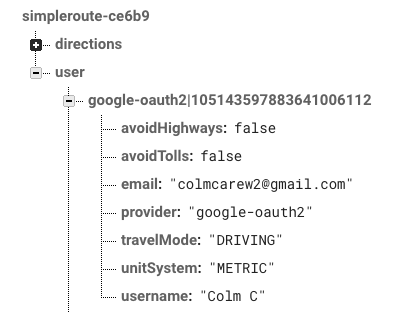 simpleroute-ce6b9
directions
user
google-oauth2|105143597883641006112
avoidHighways: false
avoidTolls: false
email: "colmcarew2@gmail.com"
provider: "google-oauth2"
travelMode: "DRIVING"
unitSystem: "METRIC"
username: "Colm C"